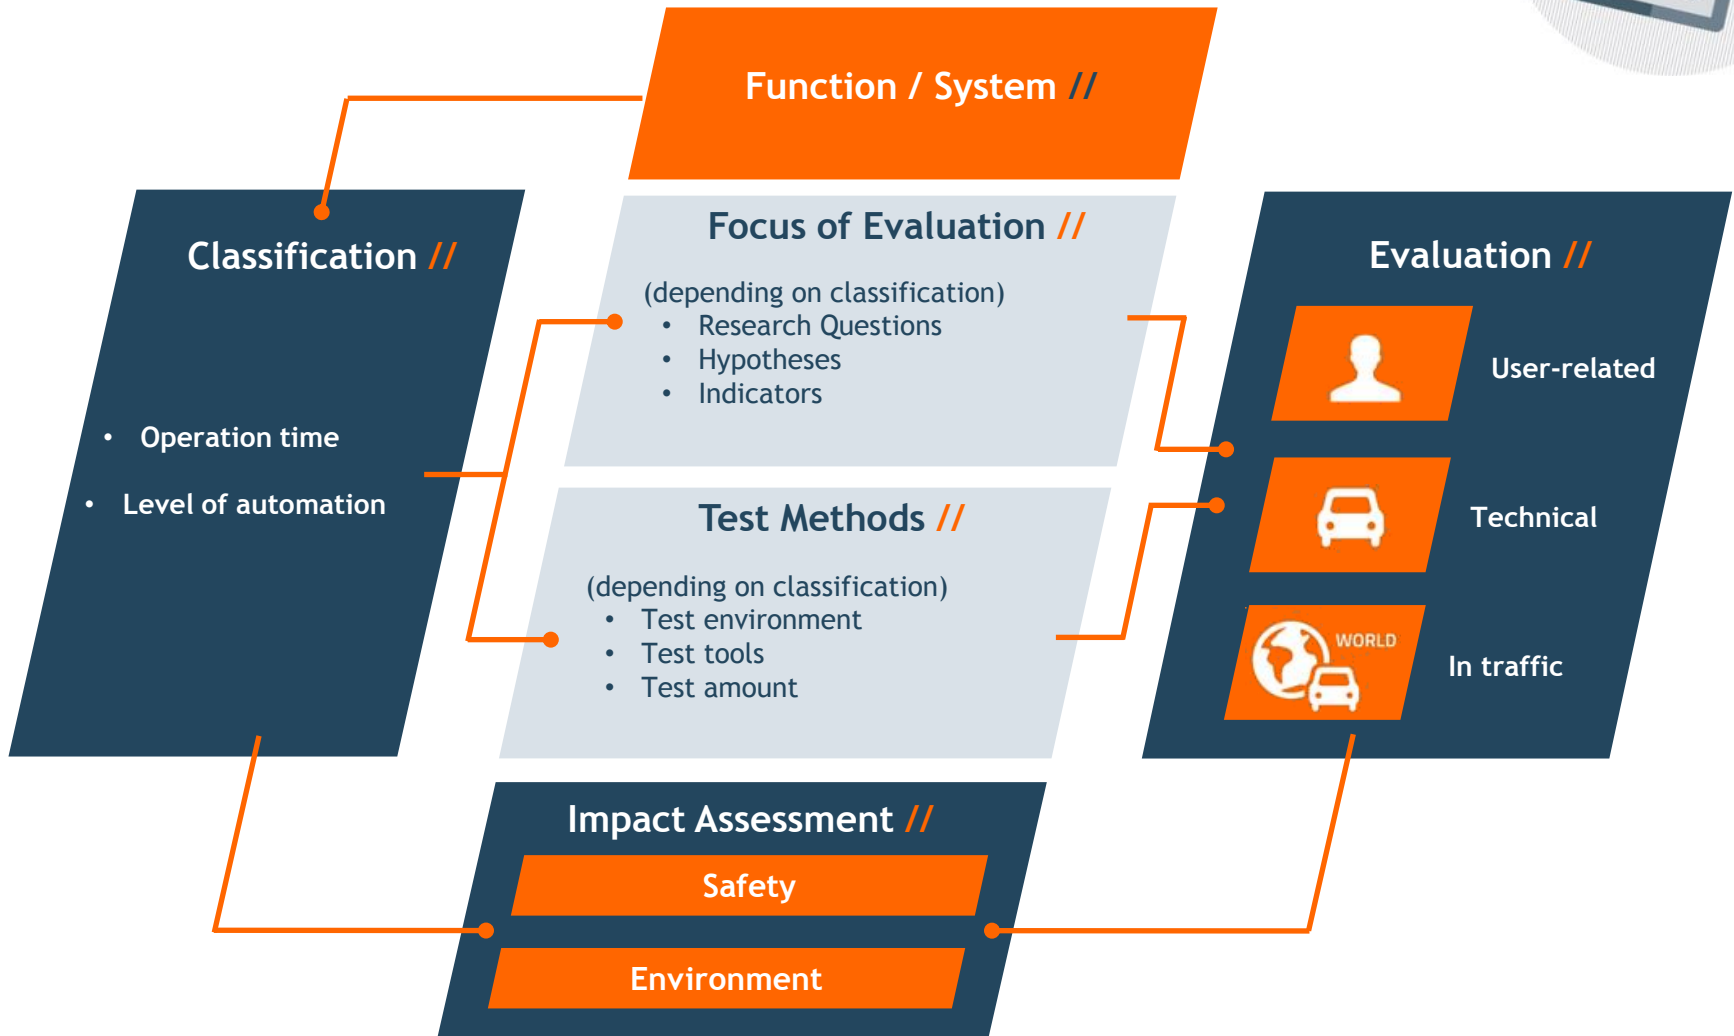 Function / System //
Classification //
• Operation time
• Level of automation
Focus of Evaluation //
(depending on classification)
• Research Questions
• Hypotheses
• Indicators
Test Methods //
(depending on classification)
• Test environment
• Test tools
• Test amount
Evaluation //
User-related
Technical
WORLD
In traffic
Impact Assessment //
Safety
Environment